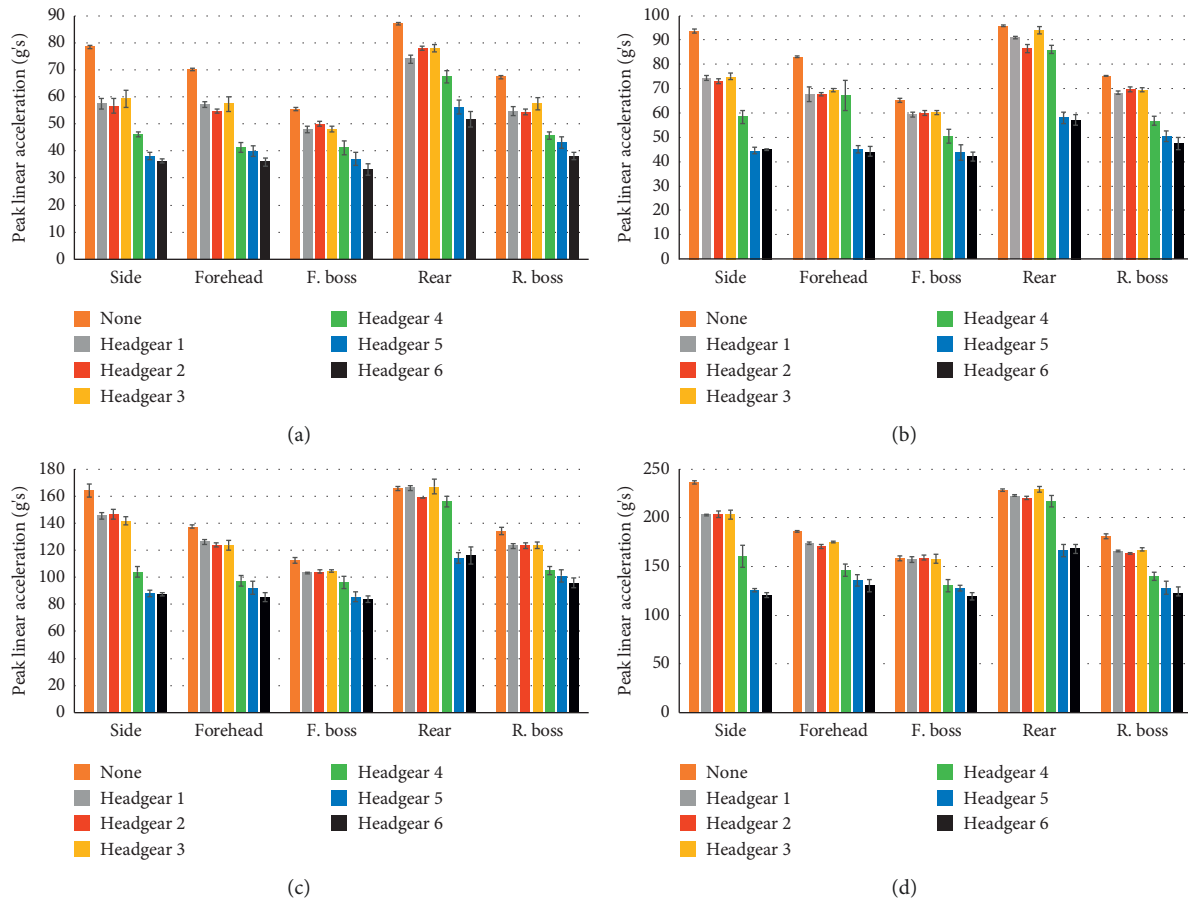 Peak linear acceleration (g's)
90
80
70
60
50
40
30
20
10
0
Side Forehead F. boss Rear R. boss
None
Headgear 1
Headgear 2
Headgear 3
Headgear 4
Headgear 5
Headgear 6
(a)
Peak linear acceleration (g's)
100
90
80
70
60
50
40
30
20
10
0
Side Forehead F. boss Rear R. boss
None
Headgear 1
Headgear 2
Headgear 3
Headgear 4
Headgear 5
Headgear 6
(b)
Peak linear acceleration (g's)
180
160
140
120
100
80
60
40
20
0
Side Forehead F. boss Rear R. boss
None
Headgear 1
Headgear 2
Headgear 3
Headgear 4
Headgear 5
Headgear 6
(c)
Peak linear acceleration (g's)
250
200
150
100
50
0
Side Forehead F. boss Rear R. boss
None
Headgear 1
Headgear 2
Headgear 3
Headgear 4
Headgear 5
Headgear 6
(d)